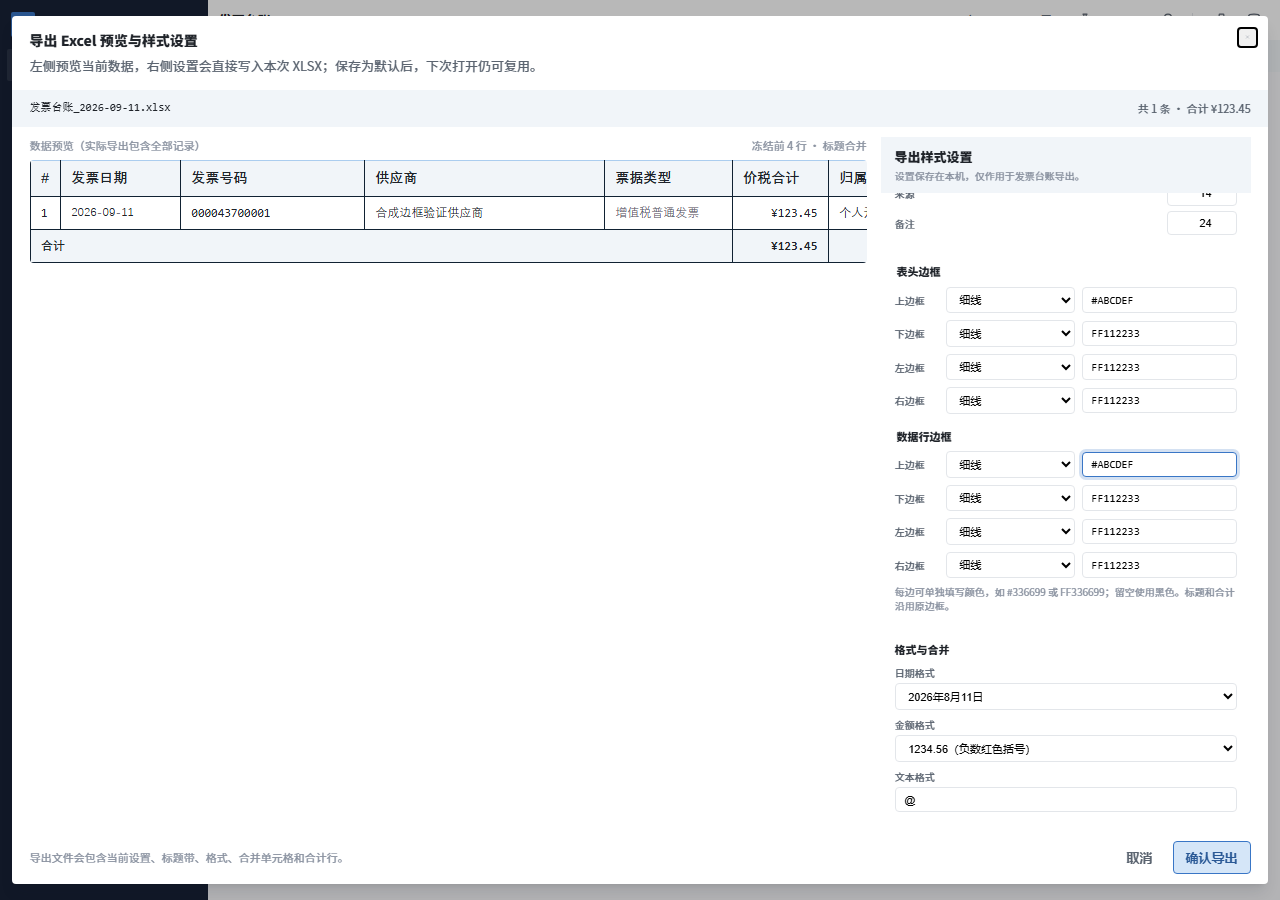 导出 Excel 预览与样式设置
左侧预览当前数据，右侧设置会直接写入本次 XLSX；保存为默认后，下次打开仍可复用。
发票台账_2026-09-11.xlsx
共 1 条 · 合计 ¥123.45
数据预览（实际导出包含全部记录）
冻结前 4 行 · 标题合并
# 发票日期 发票号码 供应商 票据类型 价税合计 归属
1 2026-09-11 000043700001 合成边框验证供应商 增值税普通发票 ¥123.45 个人
合计 ¥123.45
导出样式设置
设置保存在本机，仅作用于发票台账导出。
来源 14
备注 24
表头边框
上边框 细线 #ABCDEF
下边框 细线 FF112233
左边框 细线 FF112233
右边框 细线 FF112233
数据行边框
上边框 细线 #ABCDEF
下边框 细线 FF112233
左边框 细线 FF112233
右边框 细线 FF112233
每边可单独填写颜色，如 #336699 或 FF336699；留空使用黑色。标题和合计
沿用原边框。
格式与合并
日期格式
2026年8月11日
金额格式
1234.56（负数红色括号）
文本格式
@
导出文件会包含当前设置、标题带、格式、合并单元格和合计行。
取消 确认导出